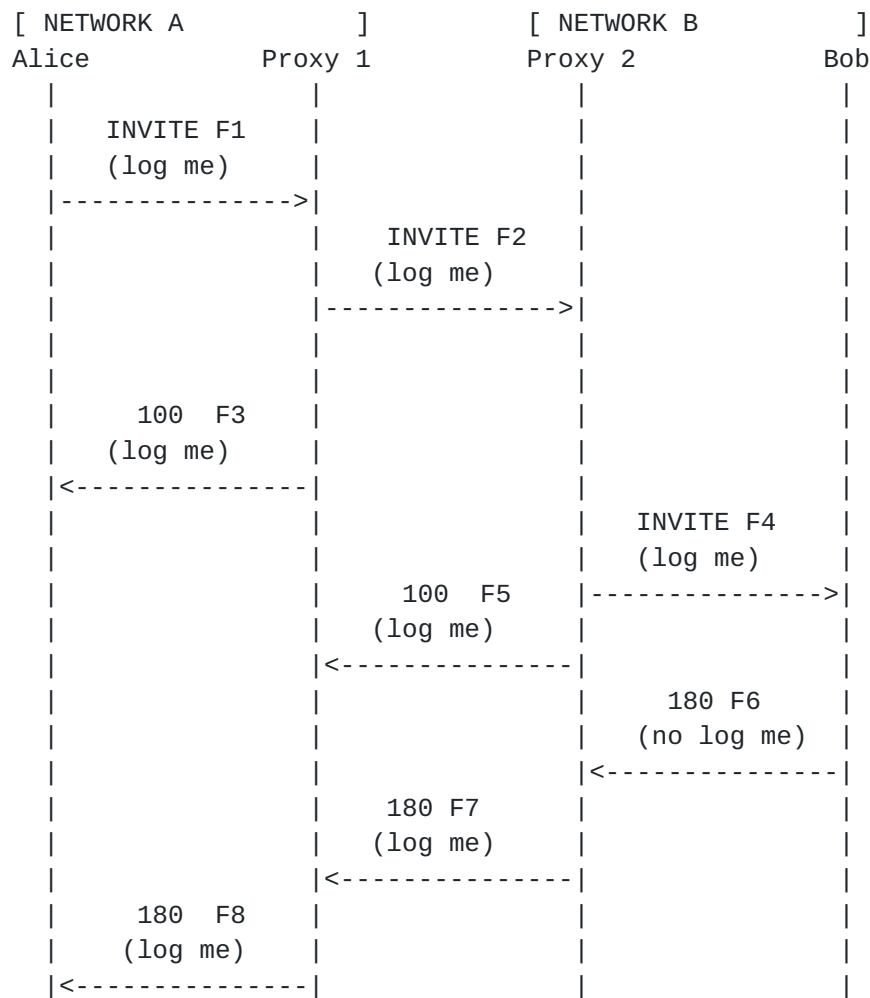 [ NETWORK A           ]          [ NETWORK B          ]
Alice           Proxy 1          Proxy 2            Bob
  |                |                |                |
  |   INVITE F1    |                |                |
  |   (log me)     |                |                |
  |--------------->|                |                |
  |                |    INVITE F2   |                |
  |                |   (log me)     |                |
  |                |--------------->|                |
  |                |                |                |
  |                |                |                |
  |     100  F3    |                |                |
  |   (log me)     |                |                |
  |<---------------|                |                |
  |                |                |   INVITE F4    |
  |                |                |   (log me)     |
  |                |     100  F5    |--------------->|
  |                |   (log me)     |                |
  |                |<---------------|                |
  |                |                |     180 F6     |
  |                |                |   (no log me)  |
  |                |                |<---------------|
  |                |    180 F7      |                |
  |                |   (log me)     |                |
  |                |<---------------|                |
  |     180  F8    |                |                |
  |    (log me)    |                |                |
  |<---------------|                |                |